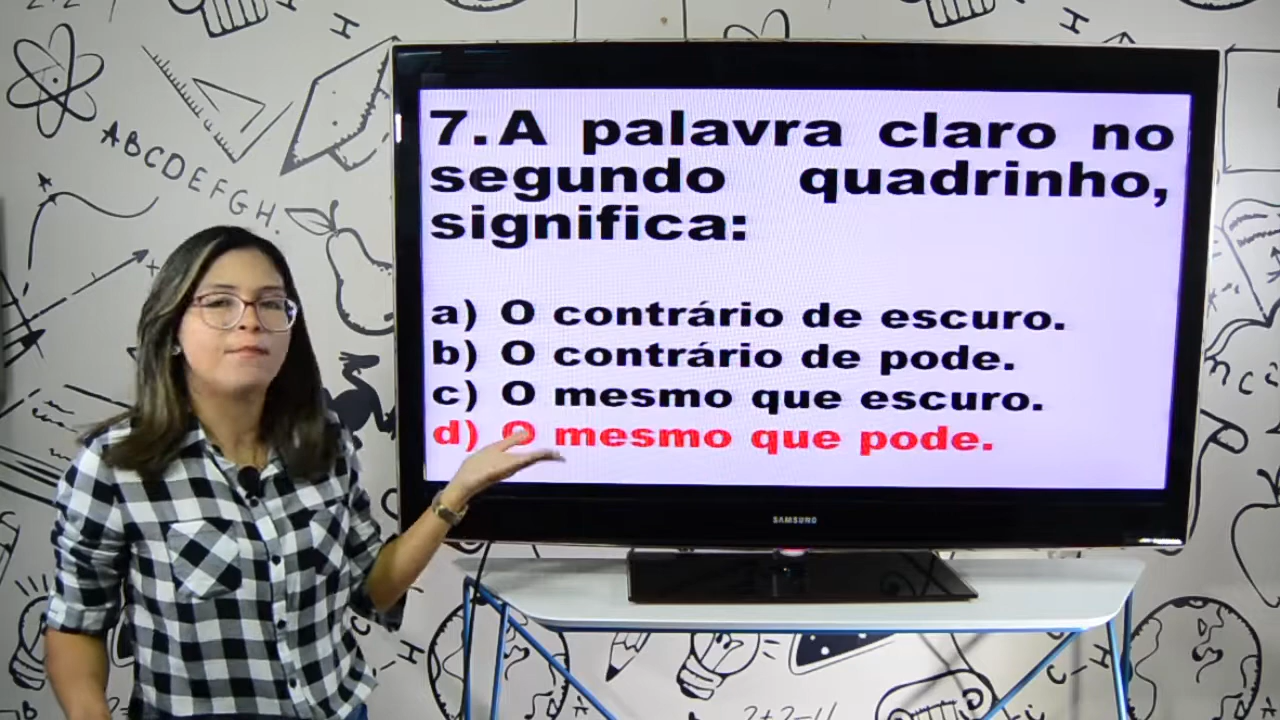 7. A palavra claro no
segundo quadrinho,
significa:
a) O contrário de escuro.
b) O contrário de pode.
c) O mesmo que escuro.
d) O mesmo que pode.
SAMSUNG
ABCDEFGH.
H
H
H
H